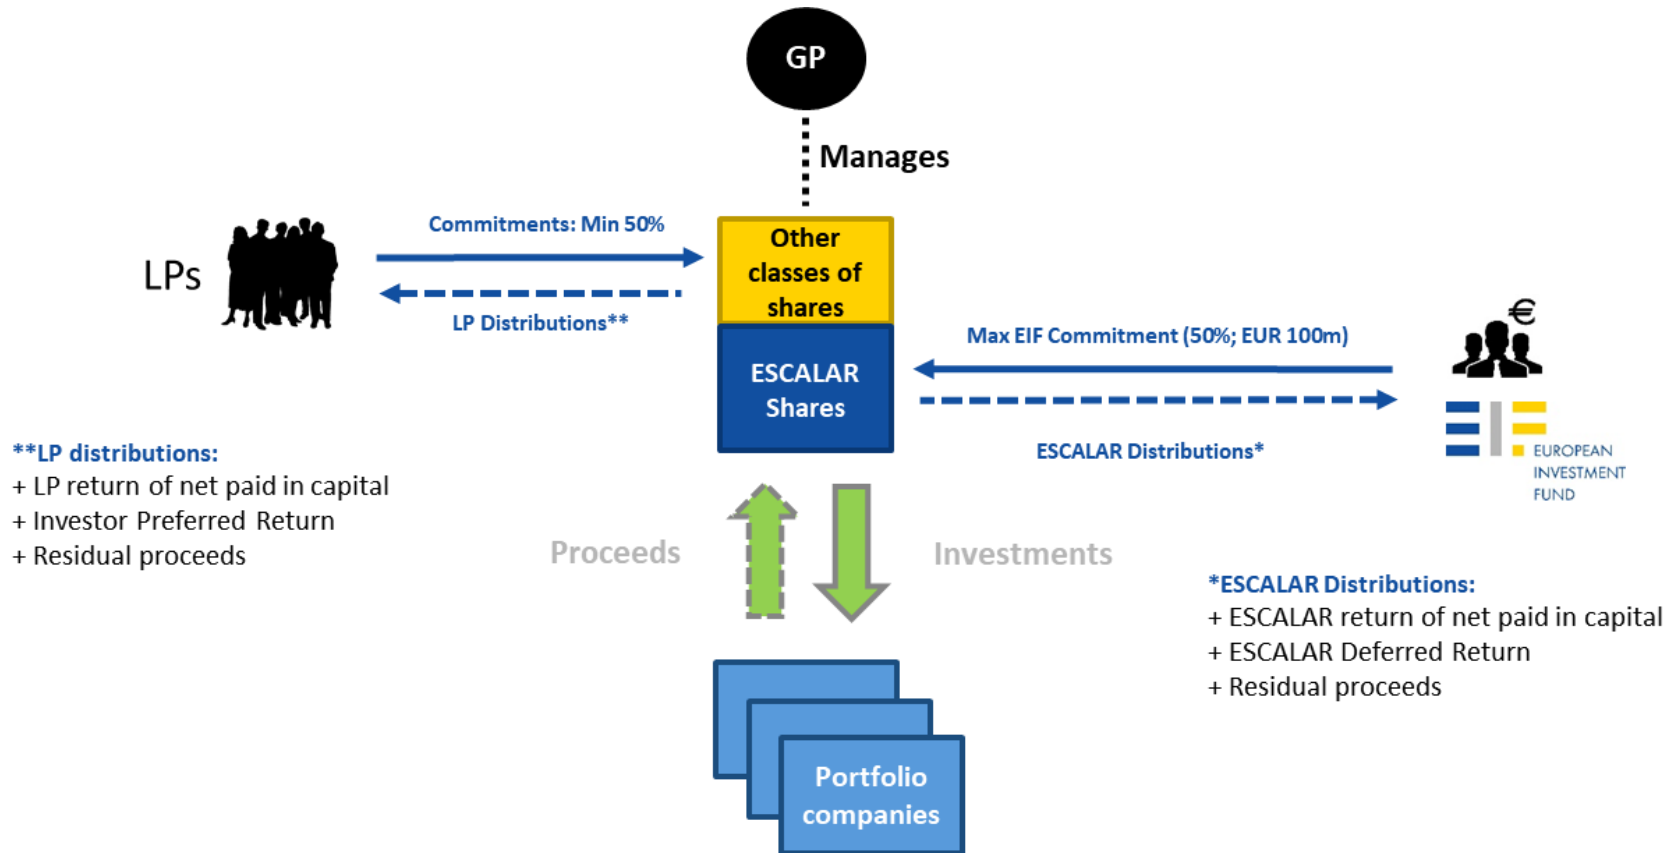 GP
Manages
Commitments: Min 50%
LPs
LP Distributions**
Other
classes of
shares
ESCALAR
Shares
Max EIF Commitment (50%; EUR 100m)
€
ESCALAR Distributions*
EIF
EUROPEAN
INVESTMENT
FUND
**LP distributions:
+ LP return of net paid in capital
+ Investor Preferred Return
+ Residual proceeds
Proceeds
Investments
*ESCALAR Distributions:
+ ESCALAR return of net paid in capital
+ ESCALAR Deferred Return
+ Residual proceeds
Portfolio
companies